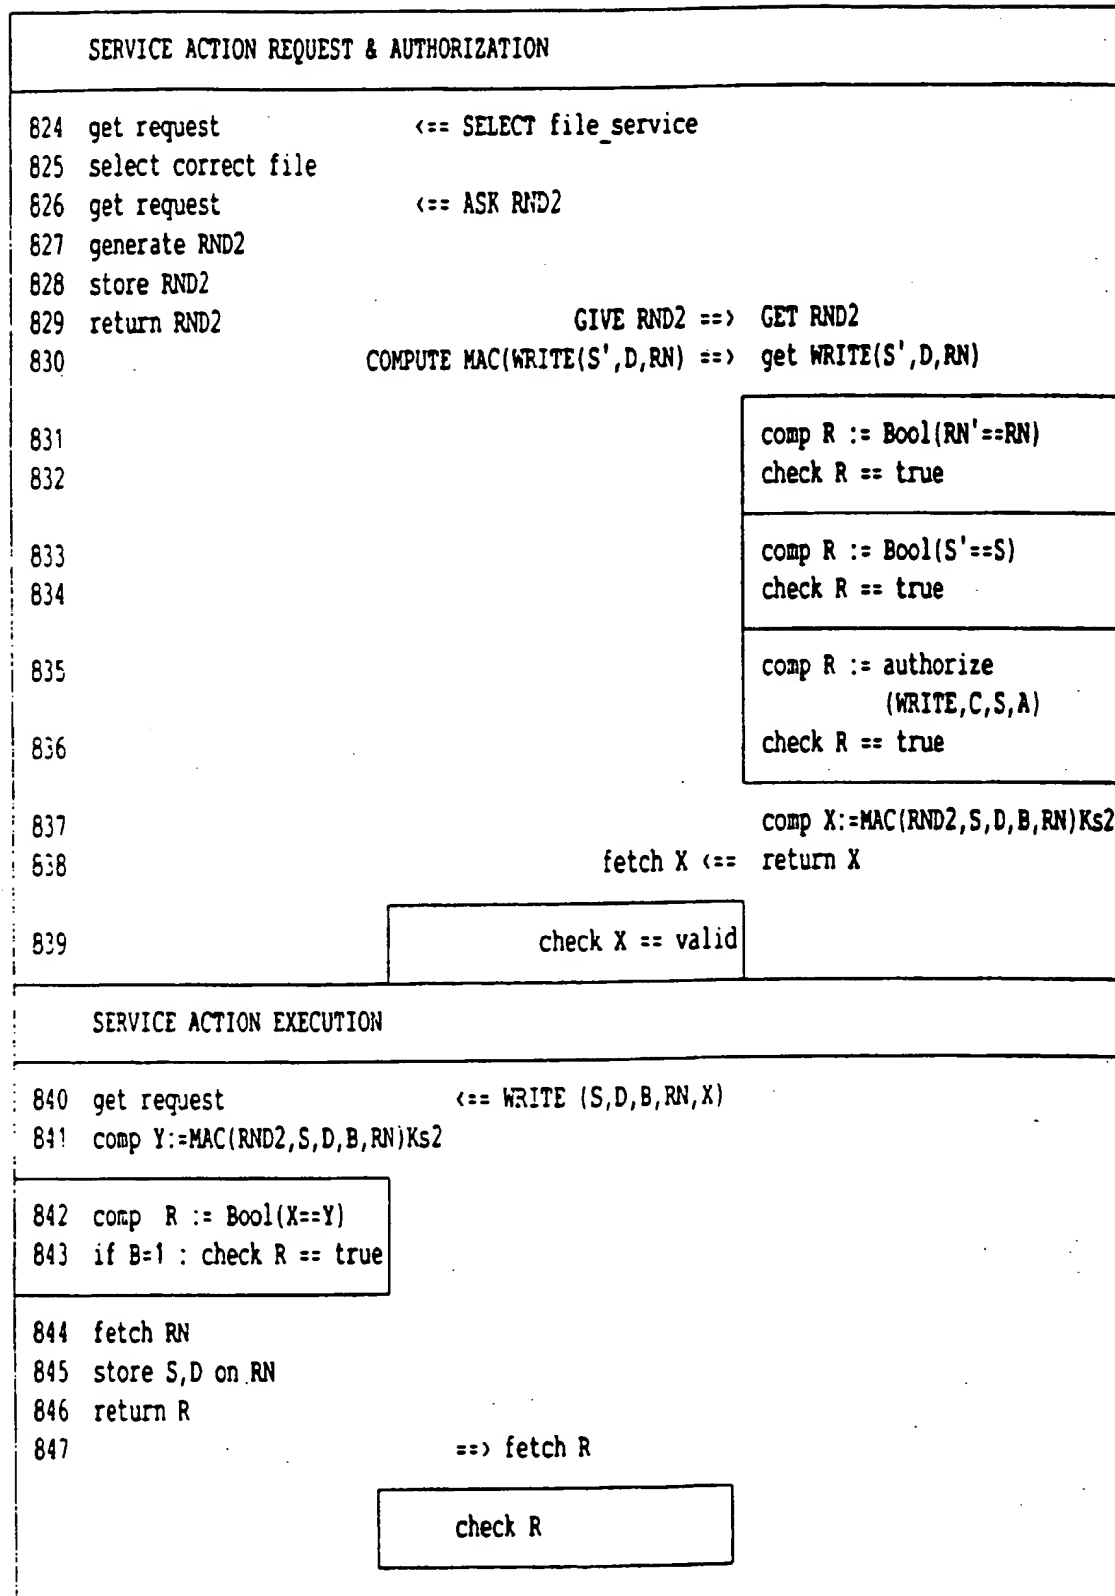 SERVICE ACTION REQUEST & AUTHORIZATION
824 get request <== SELECT file_service
825 select correct file
826 get request <== ASK RND2
827 generate RND2
828 store RND2
829 return RND2 GIVE RND2 ==> GET RND2
830 COMPUTE MAC(WRITE(S',D,RN) ==> get WRITE(S',D,RN)
831 comp R := Bool(RN'==RN)
832 check R == true
833 comp R := Bool(S'==S)
834 check R == true
835 comp R := authorize
(WRITE,C,S,A)
836 check R == true
837 comp X:=MAC(RND2,S,D,B,RN)Ks2
838 fetch X <== return X
839 check X == valid
SERVICE ACTION EXECUTION
840 get request <== WRITE (S,D,B,RN,X)
841 comp Y:=MAC(RND2,S,D,B,RN)Ks2
842 comp R := Bool(X==Y)
843 if B=1 : check R == true
844 fetch RN
845 store S,D on RN
846 return R
847 ==> fetch R
check R